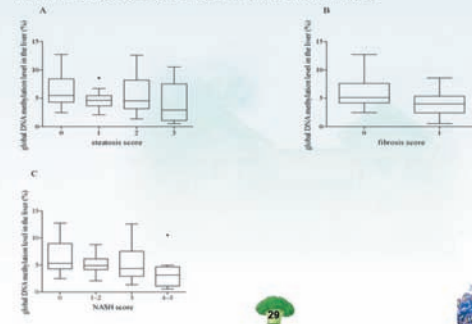 A
B
global DNA methylation level in the liver (%)
15
10
5
0
0
1
2
3
steatosis score
global DNA methylation level in the liver (%)
15
10
5
0
0
1
fibrosis score
C
global DNA methylation level in the liver (%)
15
10
5
0
0
1-2
3
NASH score
29